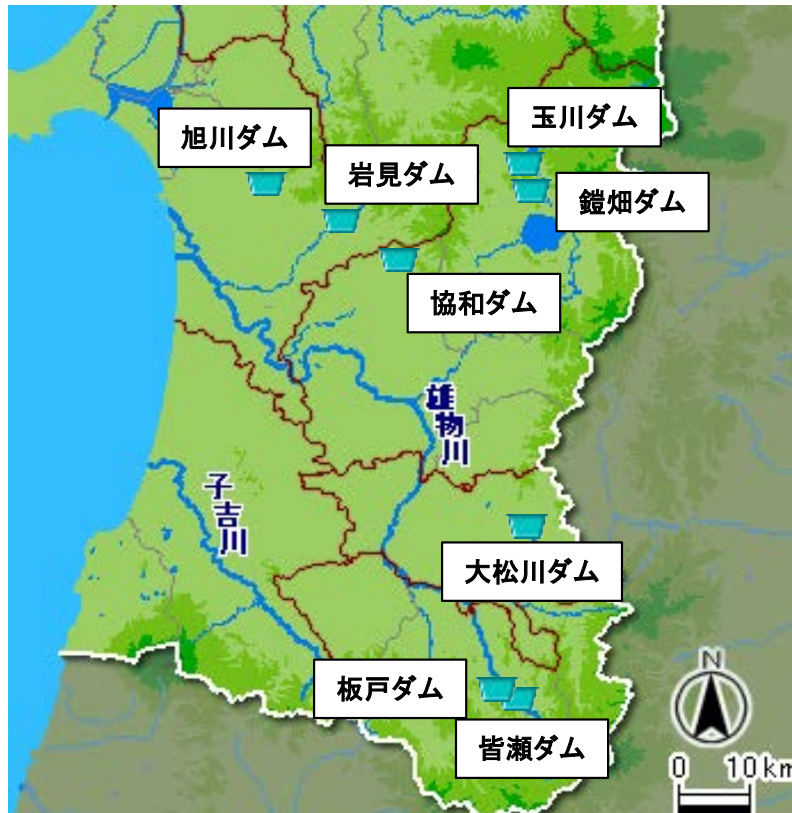 玉川ダム
旭川ダム
岩見ダム
鎧畑ダム
協和ダム
雄物川
子吉川
大松川ダム
板戸ダム
皆瀬ダム
N
0 10km